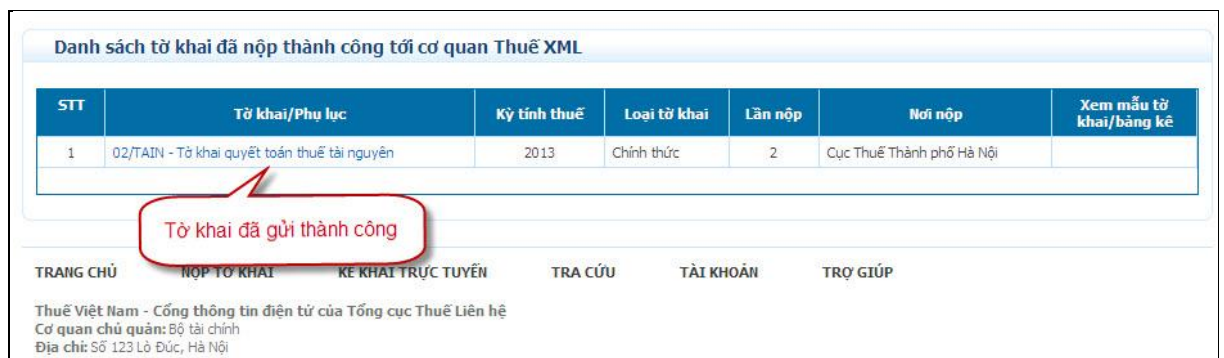 Danh sách tờ khai đã nộp thành công tới cơ quan Thuế XML
STT Tờ khai/Phụ lục Kỳ tính thuế Loại tờ khai Lần nộp Nơi nộp Xem mẫu tờ khai/bảng kê
1 02/TAIN - Tờ khai quyết toán thuế tài nguyên 2013 Chính thức 2 Cục Thuế Thành phố Hà Nội
Tờ khai đã gửi thành công
TRANG CHỦ NỘP TỜ KHAI KÊ KHAI TRỰC TUYẾN TRA CỨU TÀI KHOẢN TRỢ GIÚP
Thuế Việt Nam - Cổng thông tin điện tử của Tổng cục Thuế Liên hệ
Cơ quan chủ quản: Bộ tài chính
Địa chỉ: Số 123 Lò Đúc, Hà Nội